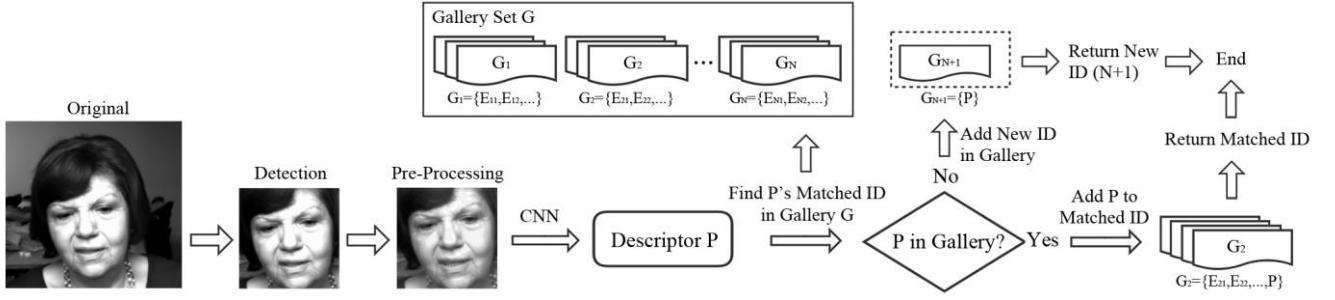 Gallery Set G
G1
G2
...
GN
G1={E11,E12,...}
G2={E21,E22,...}
GN={EN1,EN2,...}
GN+1
GN+1={P}
Return New
ID (N+1)
End
Original
Detection
Pre-Processing
CNN
Descriptor P
Find P's Matched ID
in Gallery G
Add New ID
in Gallery
No
P in Gallery?
Yes
Add P to
Matched ID
Return Matched ID
G2
G2={E21,E22,...,P}